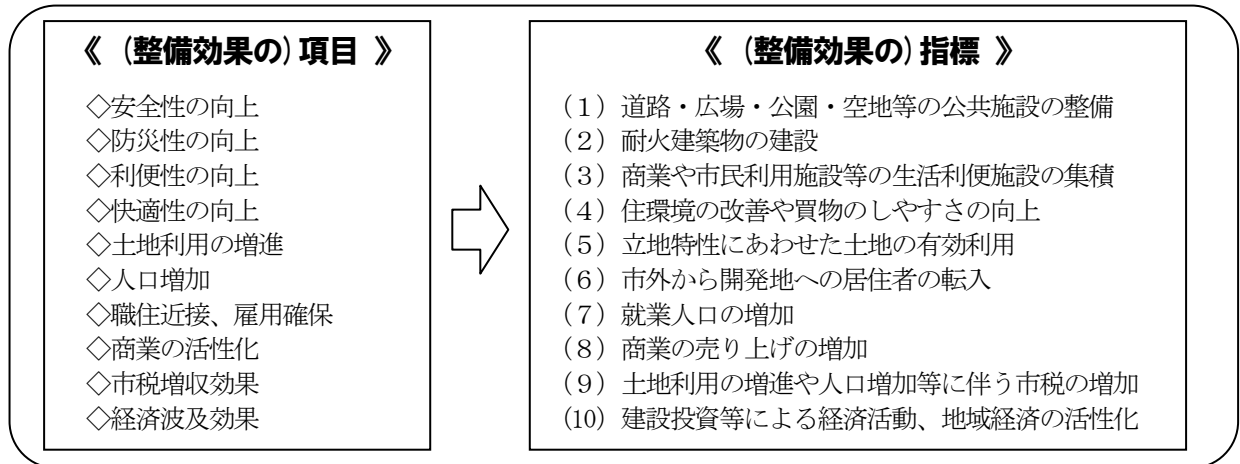 《 (整備効果の)項目 》
◇安全性の向上
◇防災性の向上
◇利便性の向上
◇快適性の向上
◇土地利用の増進
◇人口増加
◇職住近接、雇用確保
◇商業の活性化
◇市税増収効果
◇経済波及効果
《 (整備効果の)指標 》
(1)道路・広場・公園・空地等の公共施設の整備
(2)耐火建築物の建設
(3)商業や市民利用施設等の生活利便施設の集積
(4)住環境の改善や買物のしやすさの向上
(5)立地特性にあわせた土地の有効利用
(6)市外から開発地への居住者の転入
(7)就業人口の増加
(8)商業の売り上げの増加
(9)土地利用の増進や人口増加等に伴う市税の増加
(10)建設投資等による経済活動、地域経済の活性化